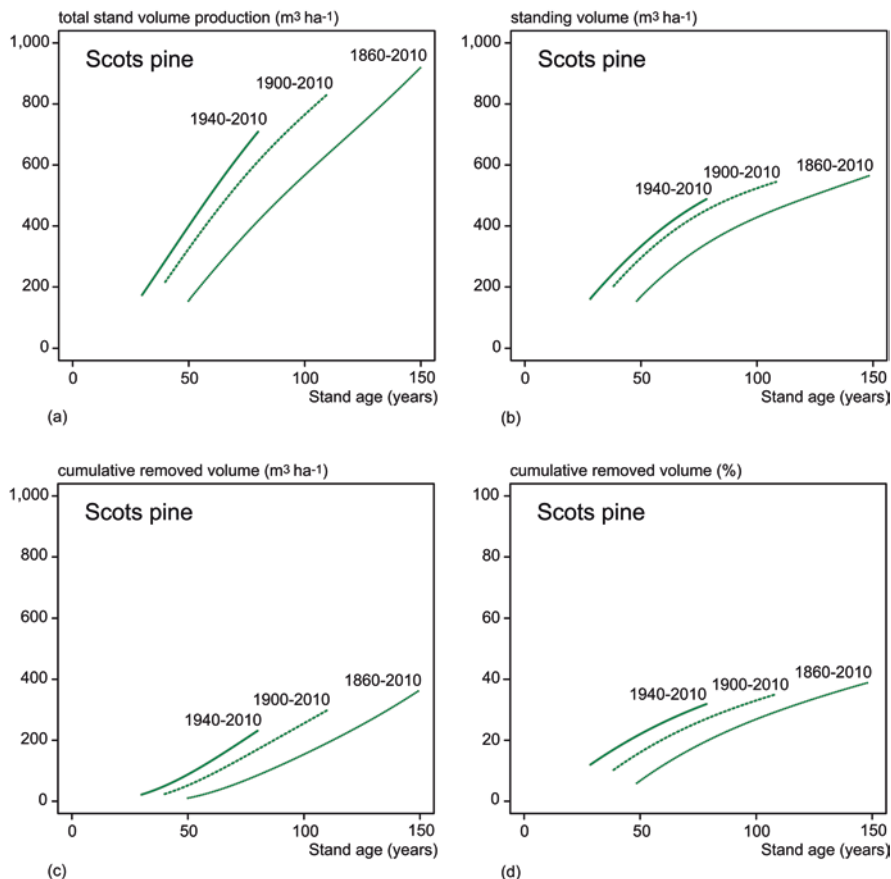 total stand volume production (m³ ha-¹)
1,000
800
600
400
200
0
Scots pine
1860-2010
1900-2010
1940-2010
0 50 100 150
Stand age (years)
(a)
standing volume (m³ ha-¹)
1,000
800
600
400
200
0
Scots pine
1860-2010
1900-2010
1940-2010
0 50 100 150
Stand age (years)
(b)
cumulative removed volume (m³ ha-¹)
1,000
800
600
400
200
0
Scots pine
1860-2010
1900-2010
1940-2010
0 50 100 150
Stand age (years)
(c)
cumulative removed volume (%)
100
80
60
40
20
0
Scots pine
1860-2010
1900-2010
1940-2010
0 50 100 150
Stand age (years)
(d)